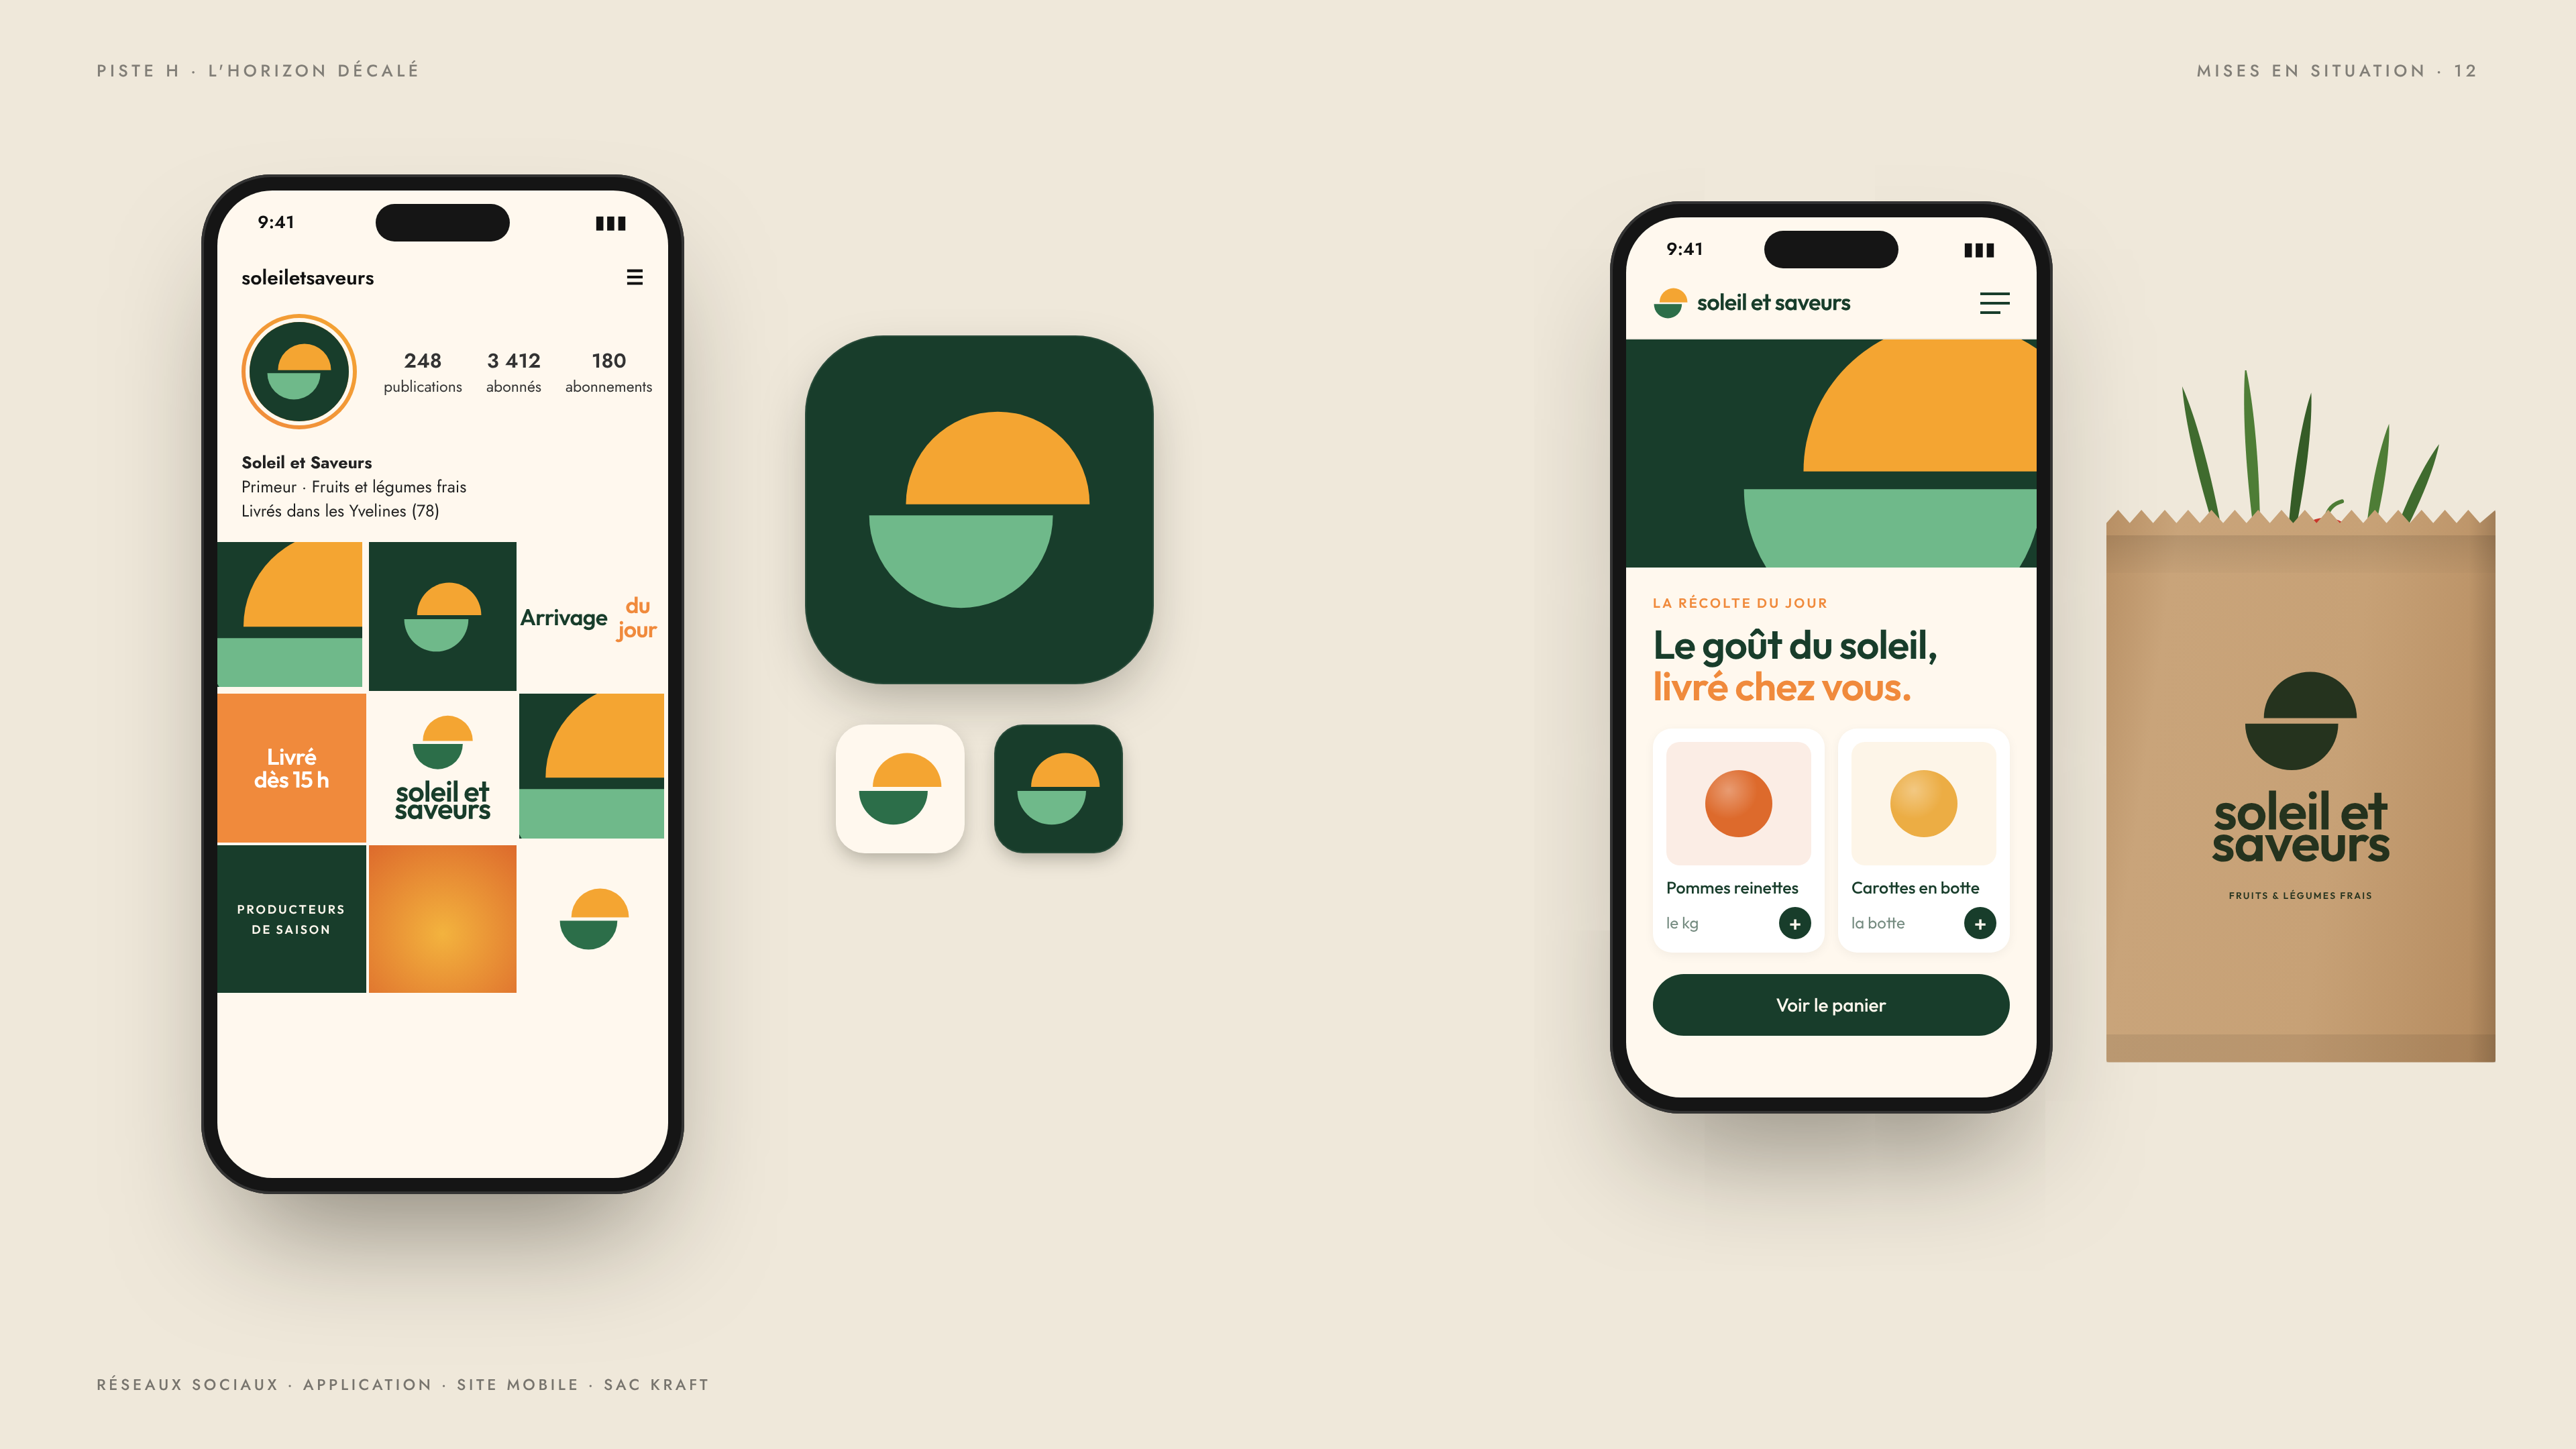 PISTE H · L'HORIZON DÉCALÉ
MISES EN SITUATION · 12
9:41
soleiletsaveurs
248
publications
3 412
abonnés
180
abonnements
Soleil et Saveurs
Primeur · Fruits et légumes frais
Livrés dans les Yvelines (78)
Arrivage
du
jour
Livré
dès 15 h
soleil et
saveurs
PRODUCTEURS
DE SAISON
9:41
soleil et saveurs
LA RÉCOLTE DU JOUR
Le goût du soleil,
livré chez vous.
Pommes reinettes
le kg
+
Carottes en botte
la botte
+
Voir le panier
soleil et
saveurs
FRUITS & LÉGUMES FRAIS
RÉSEAUX SOCIAUX · APPLICATION · SITE MOBILE · SAC KRAFT